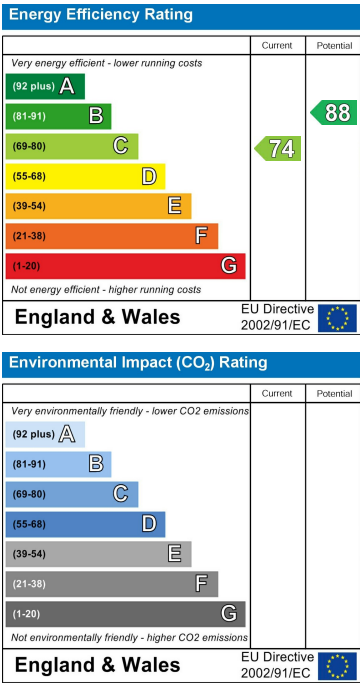 Energy Efficiency Rating
Current Potential
Very energy efficient - lower running costs
(92 plus) A
(81-91) B
(69-80) C
(55-68) D
(39-54) E
(21-38) F
(1-20) G
74
88
Not energy efficient - higher running costs
England & Wales
EU Directive
2002/91/EC
Environmental Impact (CO₂) Rating
Current Potential
Very environmentally friendly - lower CO2 emissions
(92 plus) A
(81-91) B
(69-80) C
(55-68) D
(39-54) E
(21-38) F
(1-20) G
Not environmentally friendly - higher CO2 emissions
England & Wales
EU Directive
2002/91/EC